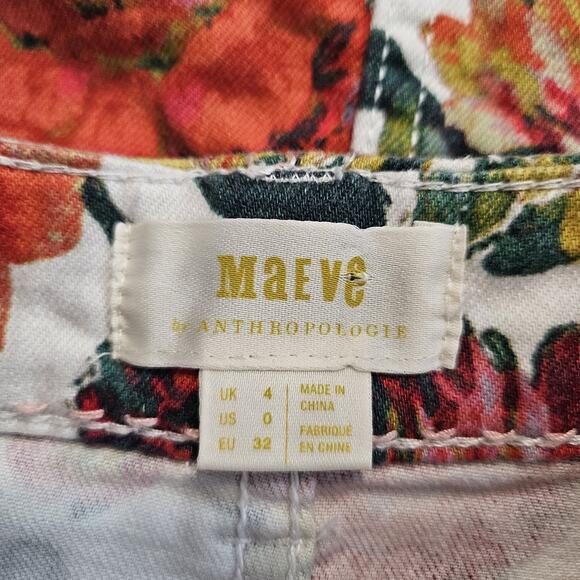 MaEVe
by ANTHROPOLOGIE
UK 4
US 0
EU 32
MADE IN
CHINA
FABRIQUÉ
EN CHINE